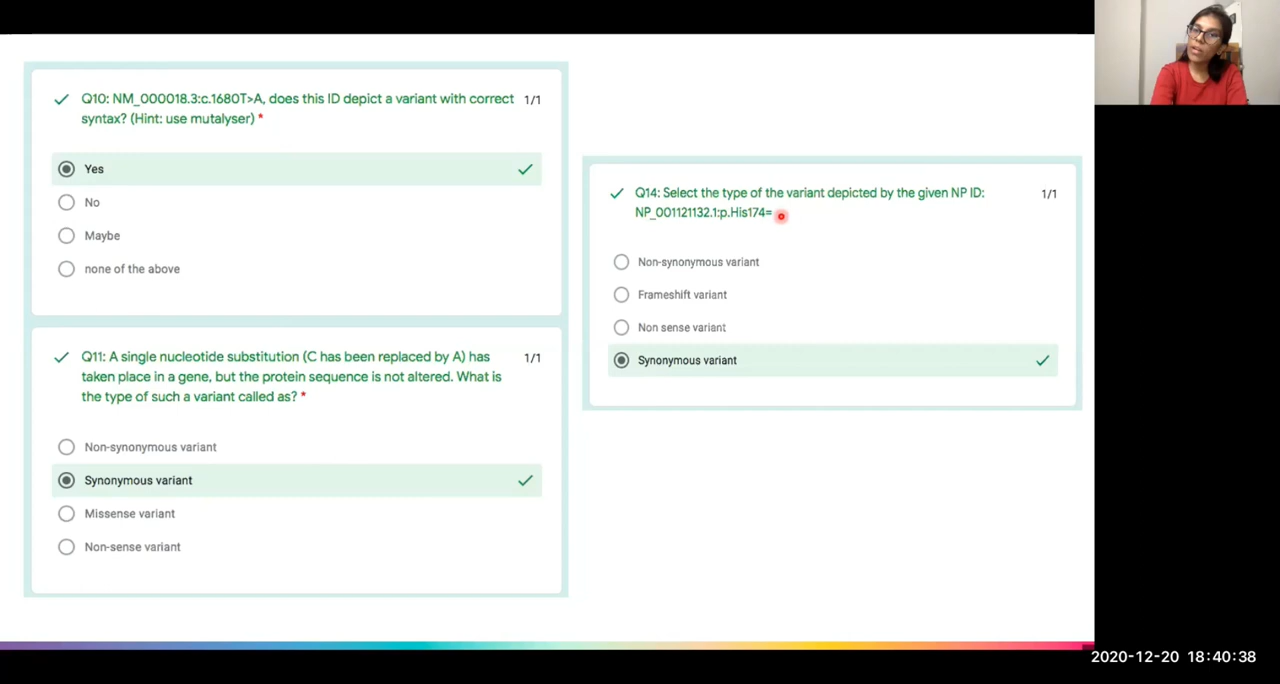 Q10: NM_000018.3:c.1680T>A, does this ID depict a variant with correct 1/1
syntax? (Hint: use mutalyser) *
Yes
No
Maybe
none of the above
Q11: A single nucleotide substitution (C has been replaced by A) has 1/1
taken place in a gene, but the protein sequence is not altered. What is
the type of such a variant called as? *
Non-synonymous variant
Synonymous variant
Missense variant
Non-sense variant
Q14: Select the type of the variant depicted by the given NP ID: 1/1
NP_001121132.1:p.His174=
Non-synonymous variant
Frameshift variant
Non sense variant
Synonymous variant
2020-12-20 18:40:38